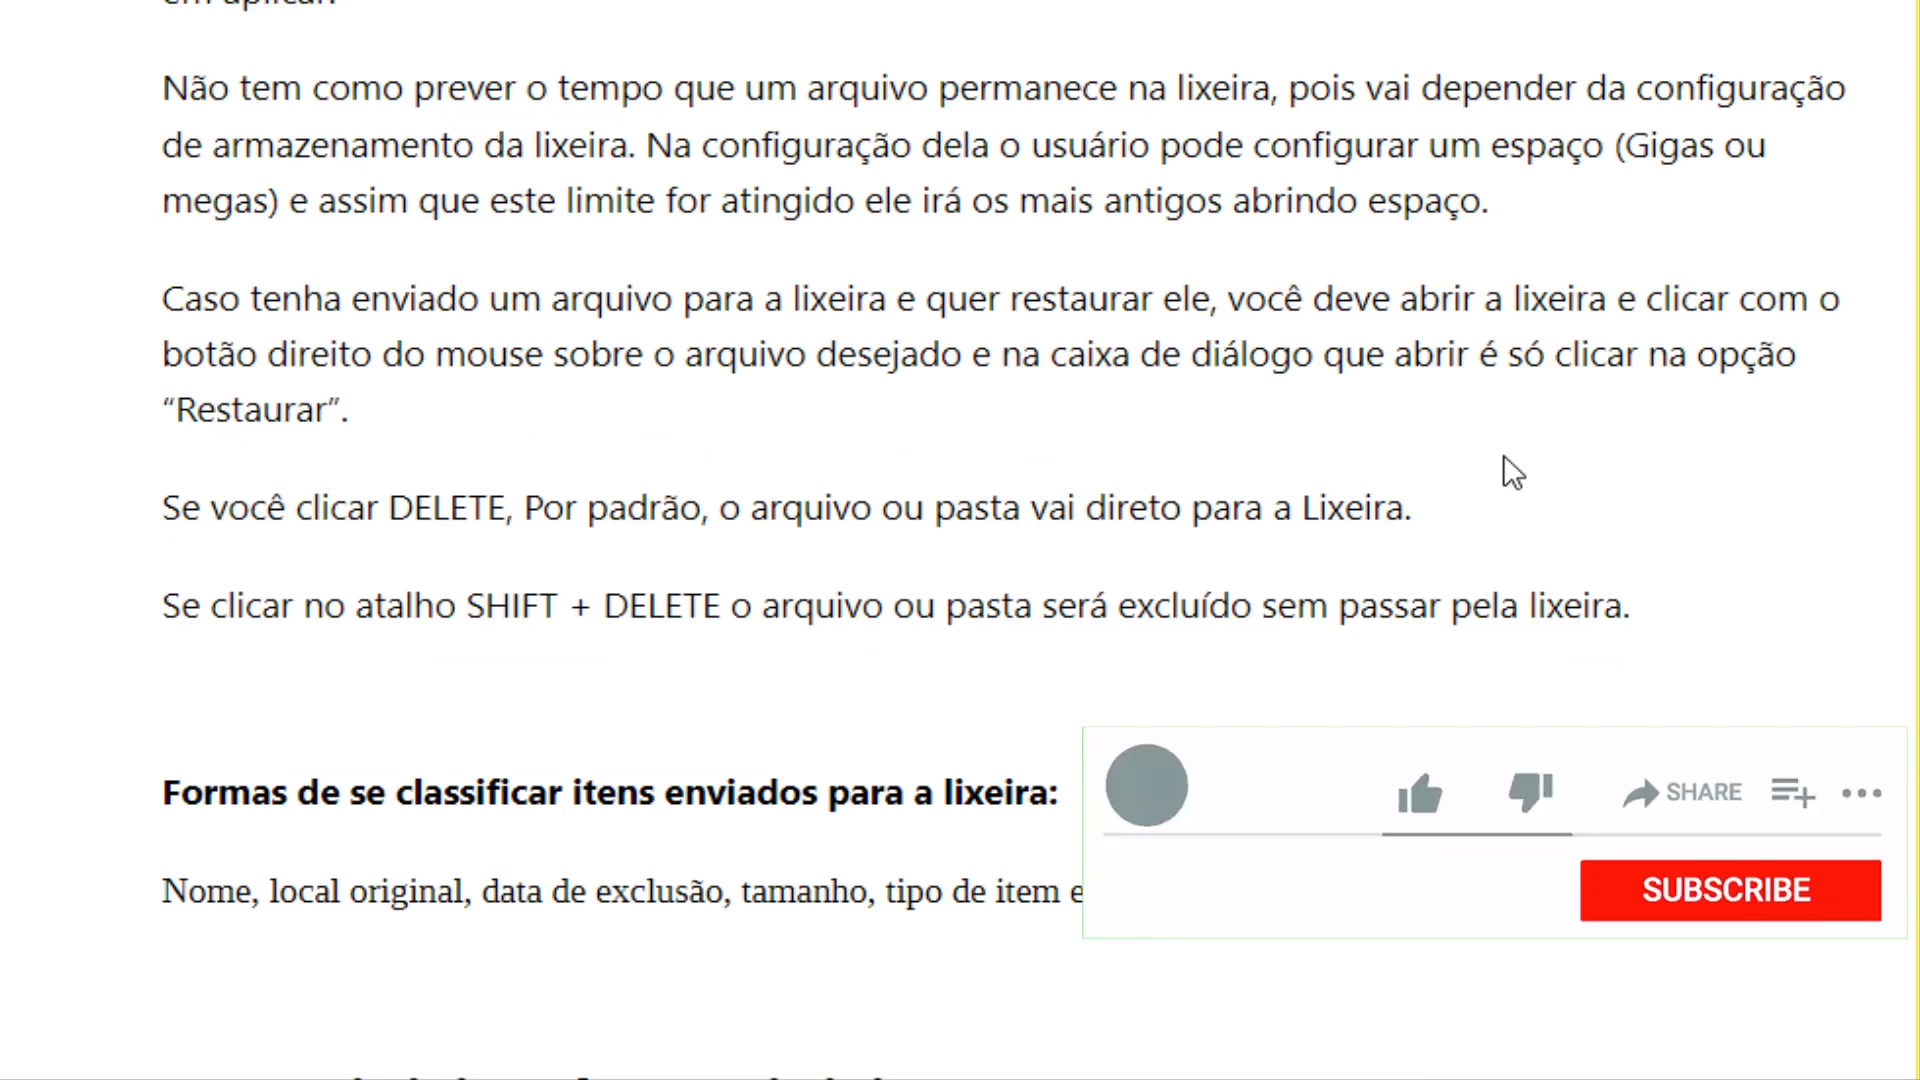 em aplicar.
Não tem como prever o tempo que um arquivo permanece na lixeira, pois vai depender da configuração
de armazenamento da lixeira. Na configuração dela o usuário pode configurar um espaço (Gigas ou
megas) e assim que este limite for atingido ele irá os mais antigos abrindo espaço.
Caso tenha enviado um arquivo para a lixeira e quer restaurar ele, você deve abrir a lixeira e clicar com o
botão direito do mouse sobre o arquivo desejado e na caixa de diálogo que abrir é só clicar na opção
“Restaurar”.
Se você clicar DELETE, Por padrão, o arquivo ou pasta vai direto para a Lixeira.
Se clicar no atalho SHIFT + DELETE o arquivo ou pasta será excluído sem passar pela lixeira.
Formas de se classificar itens enviados para a lixeira:
Nome, local original, data de exclusão, tamanho, tipo de item e
SHARE
SUBSCRIBE